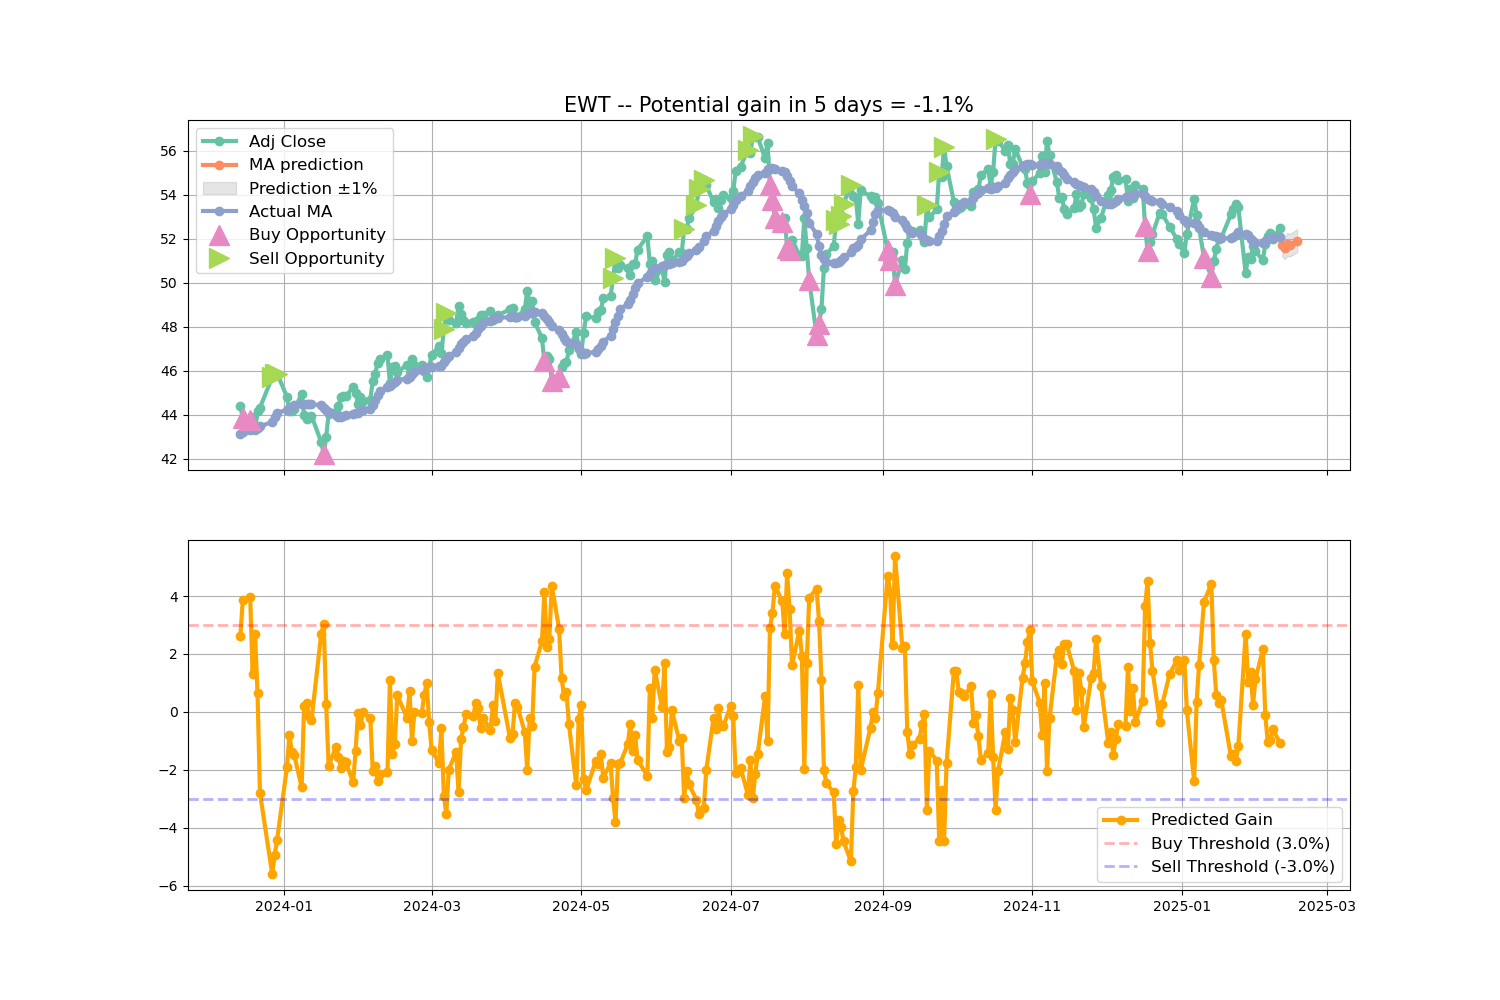 EWT -- Potential gain in 5 days = -1.1%
56
54
52
50
48
46
44
42
Adj Close
MA prediction
Prediction ±1%
Actual MA
Buy Opportunity
Sell Opportunity
4
2
0
−2
−4
−6
Predicted Gain
Buy Threshold (3.0%)
Sell Threshold (-3.0%)
2024-01
2024-03
2024-05
2024-07
2024-09
2024-11
2025-01
2025-03